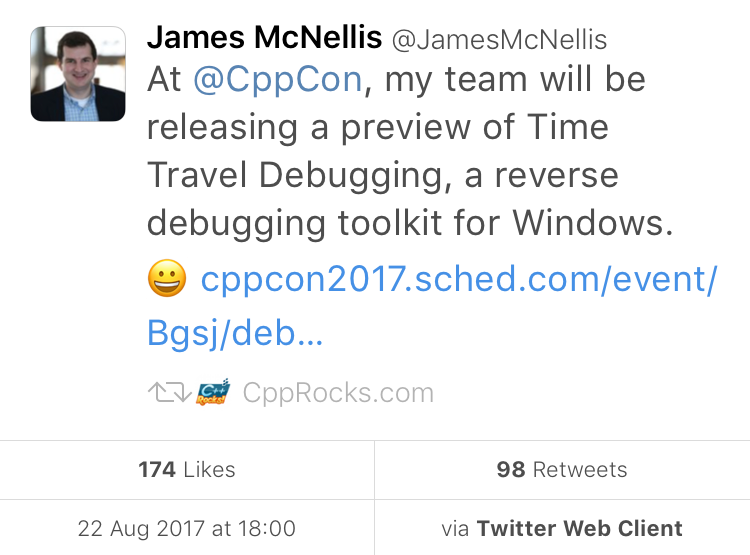 James McNellis @JamesMcNellis
At @CppCon, my team will be
releasing a preview of Time
Travel Debugging, a reverse
debugging toolkit for Windows.
😀 cppcon2017.sched.com/event/
Bgsj/deb...
C++ Rocks! CppRocks.com
174 Likes 98 Retweets
22 Aug 2017 at 18:00 via Twitter Web Client